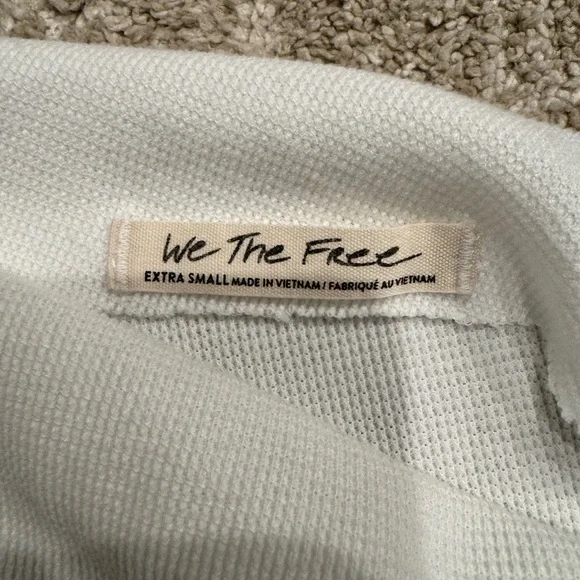 We The Free
EXTRA SMALL MADE IN VIETNAM / FABRIQUÉ AU VIETNAM